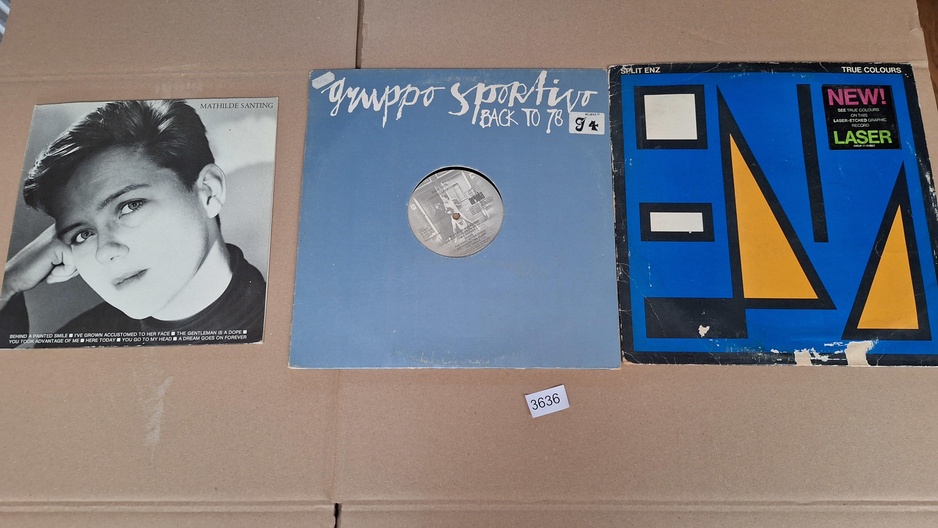 MATHILDE SANTING
BEHIND A PAINTED SMILE ■ I'VE GROWN ACCUSTOMED TO HER FACE ■ THE GENTLEMAN IS A DOPE ■
YOU TOOK ADVANTAGE OF ME ■ HERE TODAY ■ YOU GO TO MY HEAD ■ A DREAM GOES ON FOREVER
gruppo sportivo
BACK TO 78
94
SPLIT ENZ
TRUE COLOURS
NEW!
SEE TRUE COLOURS
ON THIS
LASER-ETCHED GRAPHIC
RECORD
LASER
3636